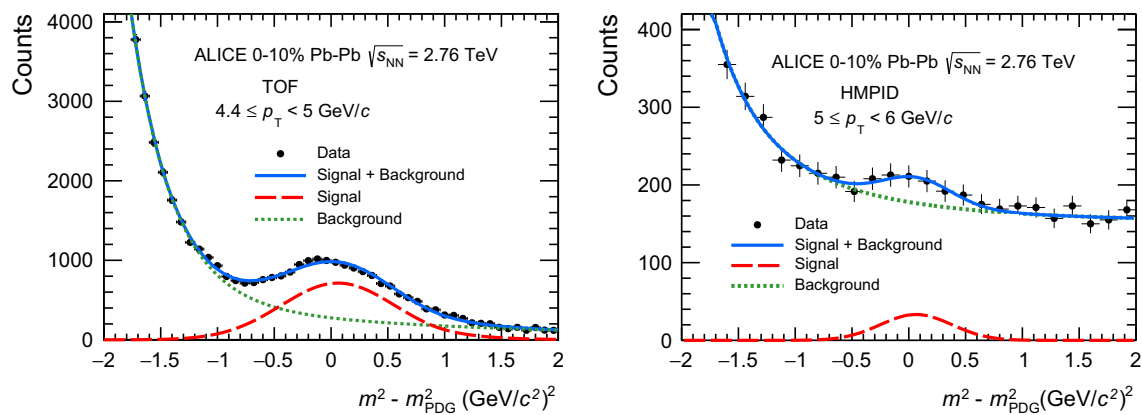 Counts
4000
3000
2000
1000
0
ALICE 0-10% Pb-Pb √sNN = 2.76 TeV
TOF
4.4 ≤ pT < 5 GeV/c
Data
Signal + Background
Signal
Background
−2 −1.5 −1 −0.5 0 0.5 1 1.5 2
m² - m²PDG (GeV/c²)²
Counts
400
300
200
100
0
ALICE 0-10% Pb-Pb √sNN = 2.76 TeV
HMPID
5 ≤ pT < 6 GeV/c
Data
Signal + Background
Signal
Background
−2 −1.5 −1 −0.5 0 0.5 1 1.5 2
m² - m²PDG (GeV/c²)²